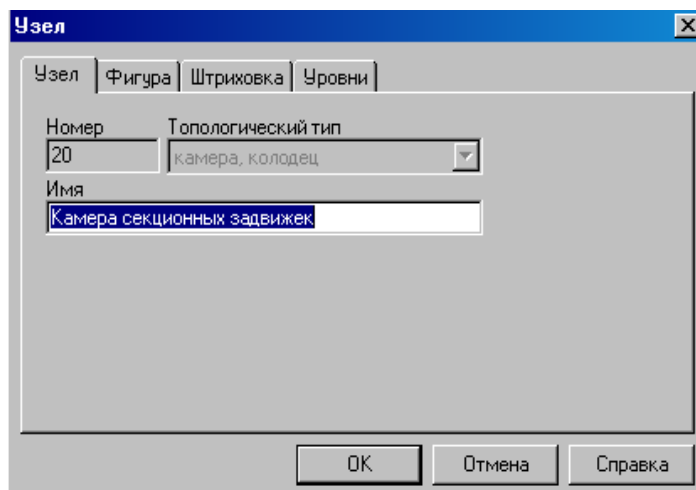 Узел
Узел Фигура Штриховка Уровни
Номер Топологический тип
20 камера, колодец
Имя
Камера секционных задвижек
OK Отмена Справка